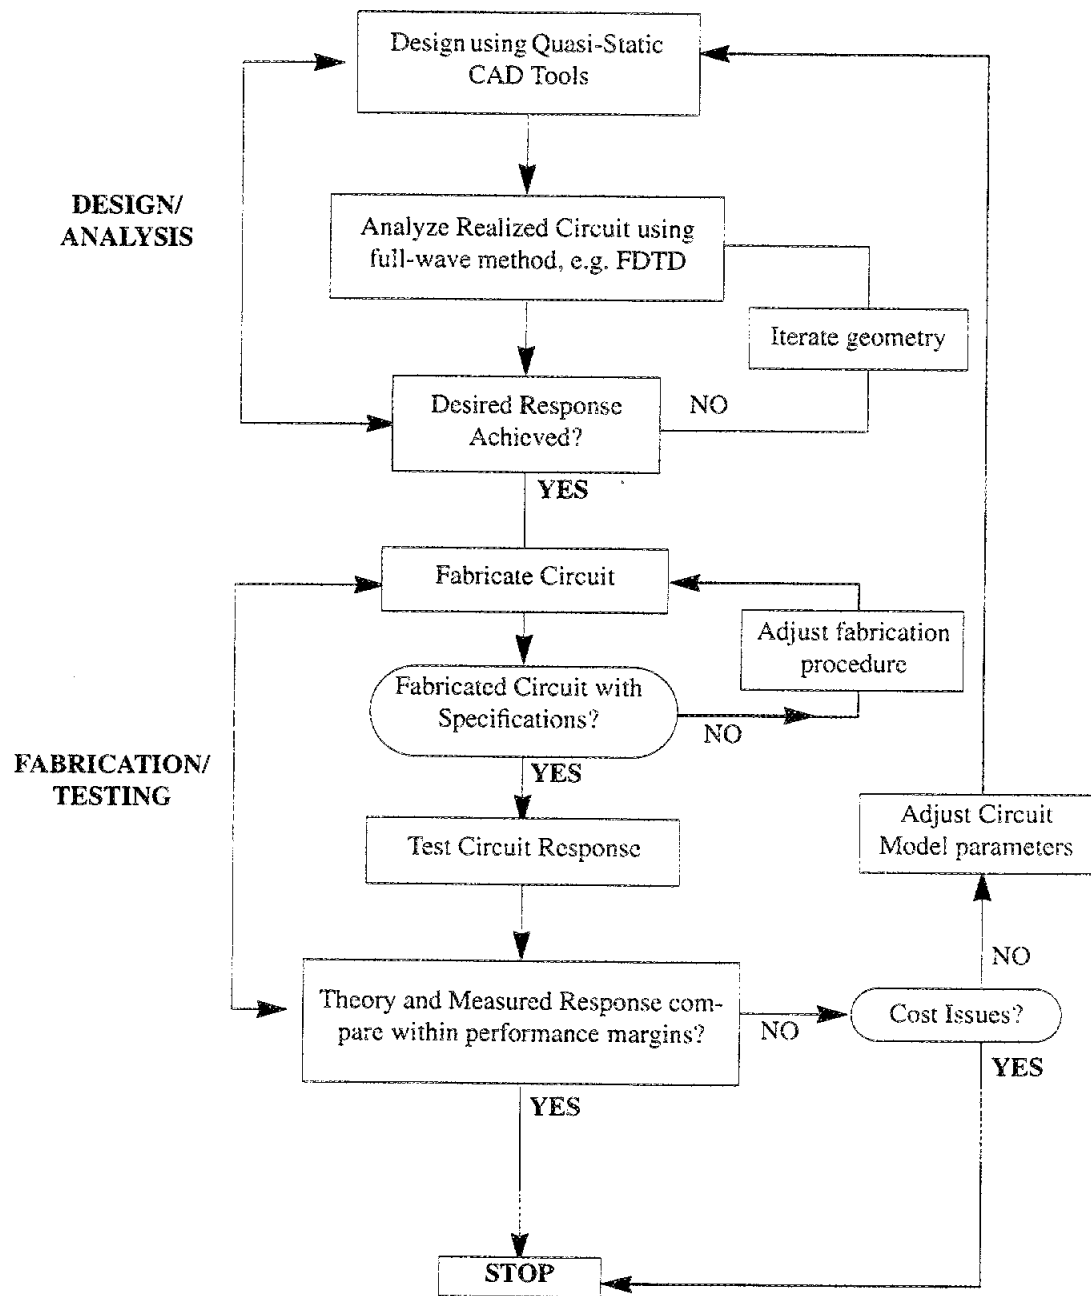 Design using Quasi-Static
CAD Tools
DESIGN/
ANALYSIS
Analyze Realized Circuit using
full-wave method, e.g. FDTD
Iterate geometry
Desired Response
Achieved?
NO
YES
Fabricate Circuit
Adjust fabrication
procedure
Fabricated Circuit with
Specifications?
NO
YES
FABRICATION/
TESTING
Test Circuit Response
Adjust Circuit
Model parameters
NO
Theory and Measured Response com-
pare within performance margins?
NO
Cost Issues?
YES
YES
STOP